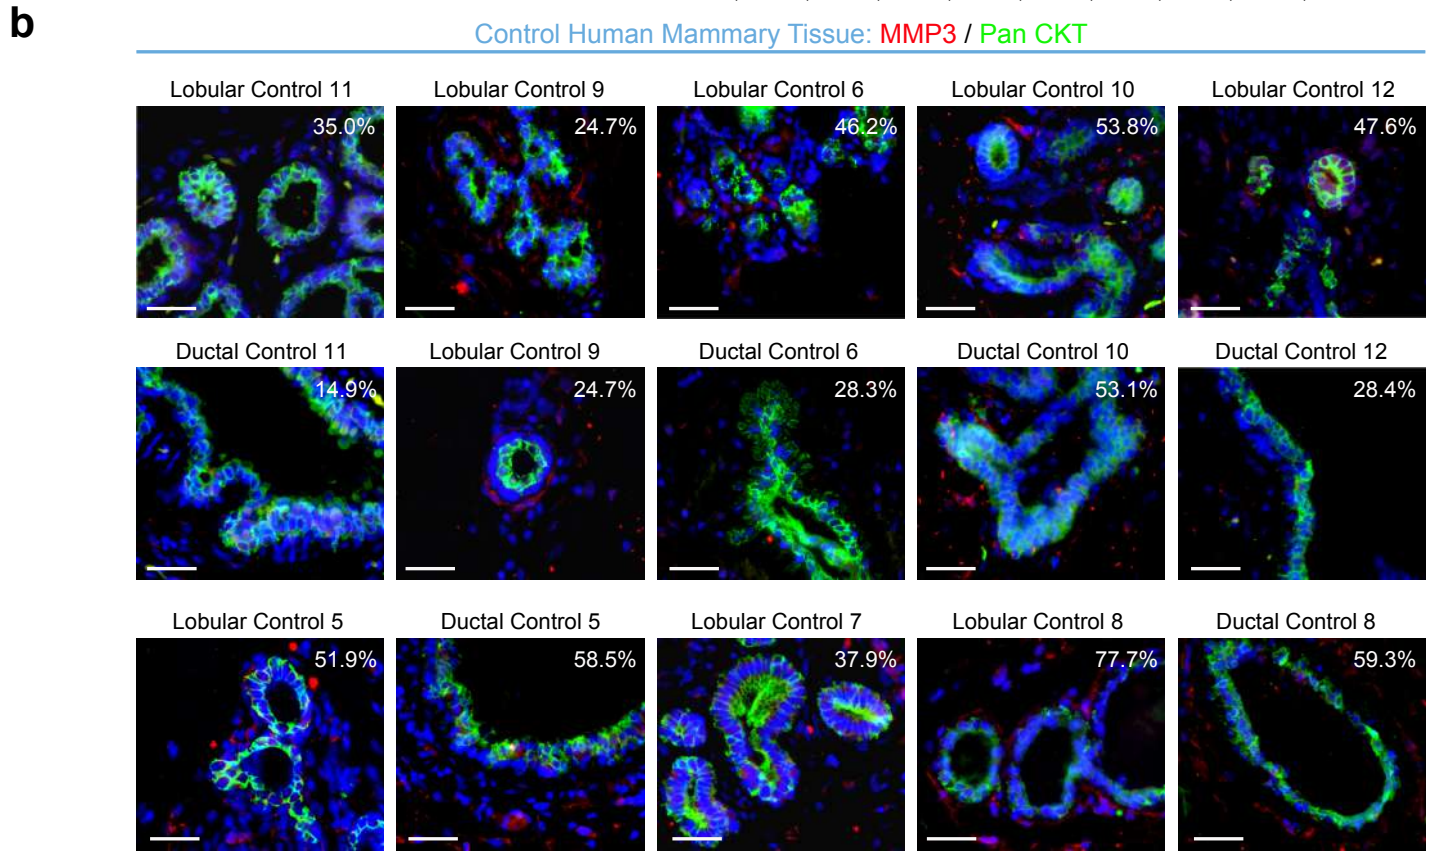 b
Control Human Mammary Tissue: MMP3 / Pan CKT
Lobular Control 11
Lobular Control 9
Lobular Control 6
Lobular Control 10
Lobular Control 12
35.0%
24.7%
46.2%
53.8%
47.6%
Ductal Control 11
Lobular Control 9
Ductal Control 6
Ductal Control 10
Ductal Control 12
14.9%
24.7%
28.3%
53.1%
28.4%
Lobular Control 5
Ductal Control 5
Lobular Control 7
Lobular Control 8
Ductal Control 8
51.9%
58.5%
37.9%
77.7%
59.3%